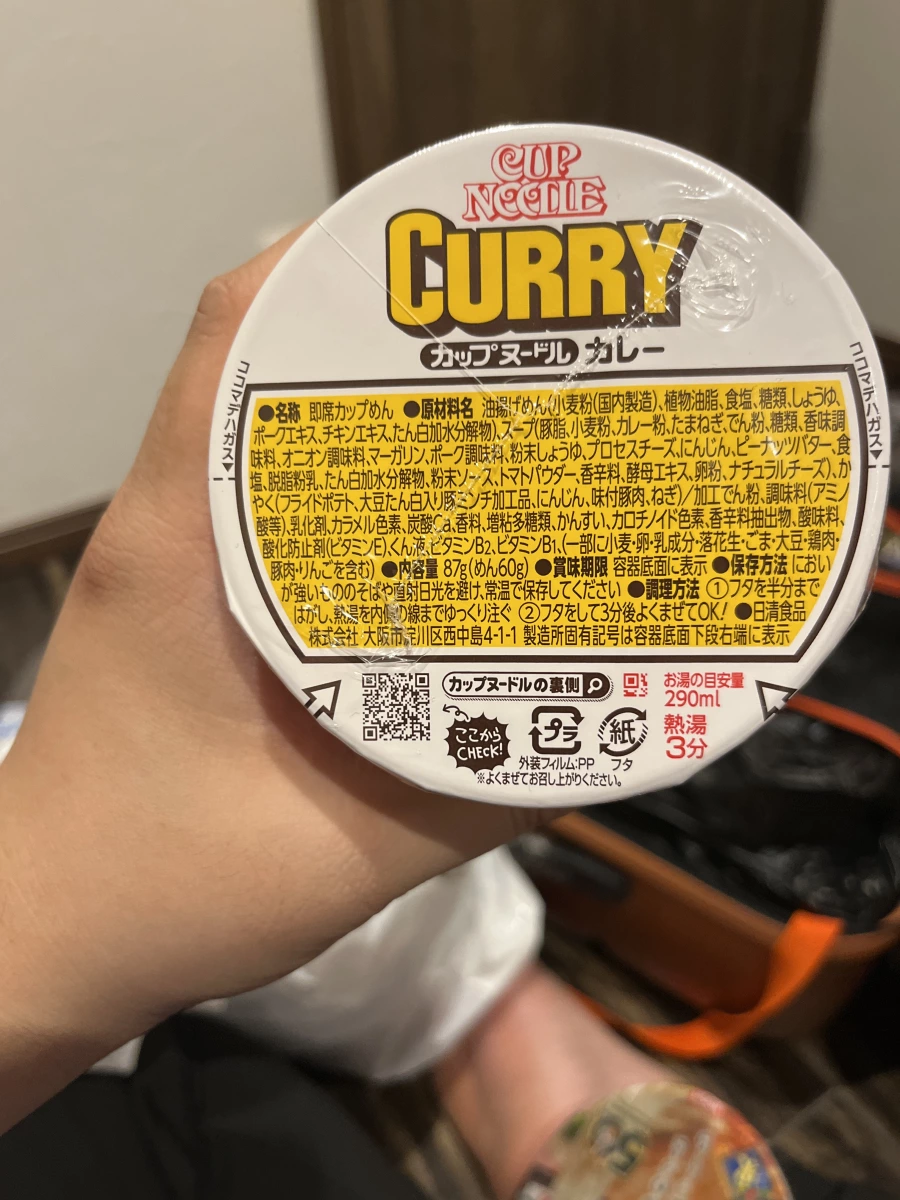 CUP
NOODLE
CURRY
カップヌードル カレー
ココマデハガス▼
ココマデハガス▼
●名称 即席カップめん ●原材料名 油揚げめん(小麦粉(国内製造)、植物油脂、食塩、糖類、しょうゆ、
ポークエキス、チキンエキス、たん白加水分解物)、スープ(豚脂、小麦粉、カレー粉、たまねぎ、でん粉、糖類、香味調
味料、オニオン調味料、マーガリン、ポーク調味料、粉末しょうゆ、プロセスチーズ、にんじん、ピーナッツバター、食
塩、脱脂粉乳、たん白加水分解物、粉末ソース、トマトパウダー、香辛料、酵母エキス、卵粉、ナチュラルチーズ)、か
やく(フライドポテト、大豆たん白入り豚ミンチ加工品、にんじん、味付豚肉、ねぎ)／加工でん粉、調味料(アミノ
酸等)、乳化剤、カラメル色素、炭酸Ca、香料、増粘多糖類、かんすい、カロチノイド色素、香辛料抽出物、酸味料、
酸化防止剤(ビタミンE)、くん液、ビタミンB2、ビタミンB1、(一部に小麦・卵・乳成分・落花生・ごま・大豆・鶏肉・
豚肉・りんごを含む) ●内容量 87g(めん60g) ●賞味期限 容器底面に表示 ●保存方法 におい
が強いもののそばや直射日光を避け、常温で保存してください ●調理方法 ①フタを半分まで
はがし、熱湯を内側の線までゆっくり注ぐ ②フタをして3分後よくまぜてOK! ●日清食品
株式会社 大阪市淀川区西中島4-1-1 製造所固有記号は容器底面下段右端に表示
カップヌードルの裏側
ここから
CHECK!
プラ
外装フィルム:PP
紙
フタ
※よくまぜてお召し上がりください。
お湯の目安量
290ml
熱湯
3分